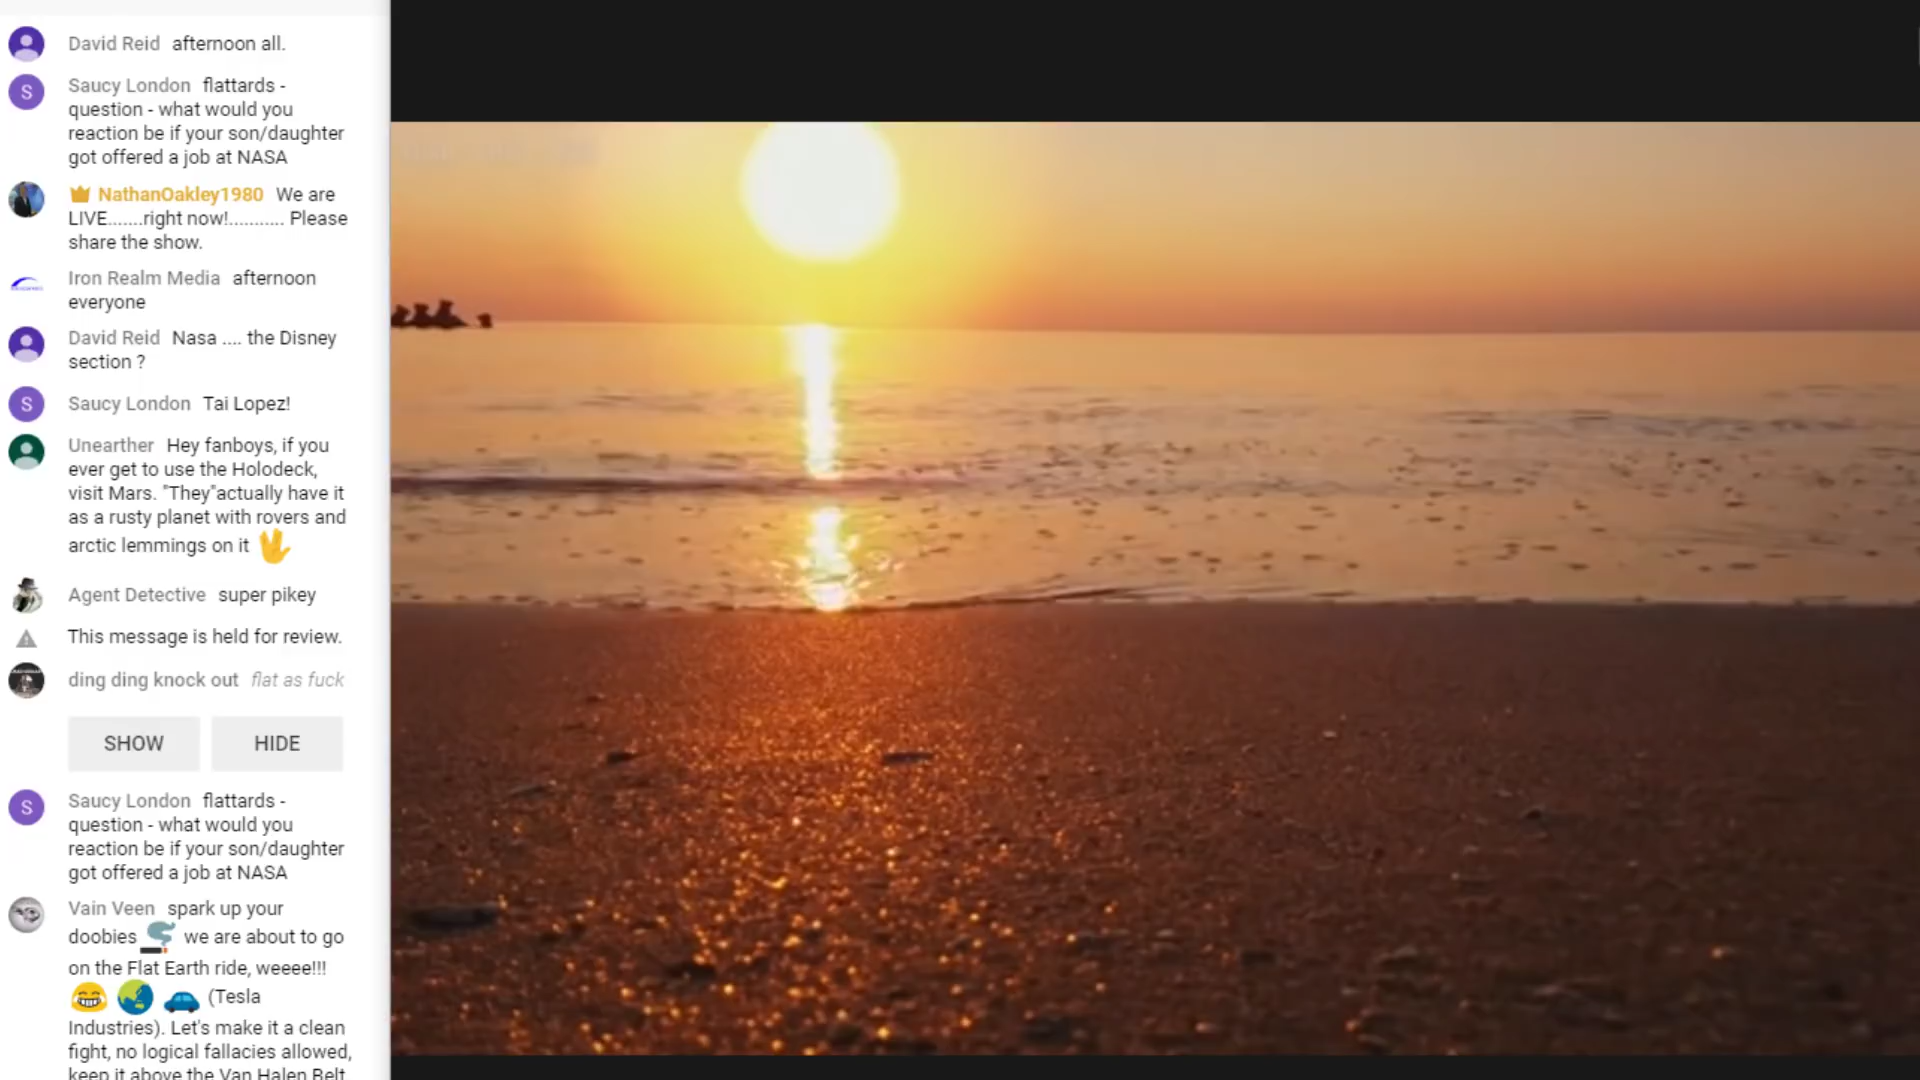 David Reid afternoon all.
S Saucy London flattards -
question - what would you
reaction be if your son/daughter
got offered a job at NASA
NathanOakley1980 We are
LIVE.......right now!........... Please
share the show.
Iron Realm Media afternoon
everyone
David Reid Nasa .... the Disney
section ?
S Saucy London Tai Lopez!
Unearther Hey fanboys, if you
ever get to use the Holodeck,
visit Mars. "They"actually have it
as a rusty planet with rovers and
arctic lemmings on it 🖖
Agent Detective super pikey
This message is held for review.
ding ding knock out flat as fuck
SHOW HIDE
S Saucy London flattards -
question - what would you
reaction be if your son/daughter
got offered a job at NASA
Vain Veen spark up your
doobies 🚬 we are about to go
on the Flat Earth ride, weeee!!!
😂 🌏 🚗 (Tesla
Industries). Let's make it a clean
fight, no logical fallacies allowed,
keep it above the Van Halen Belt